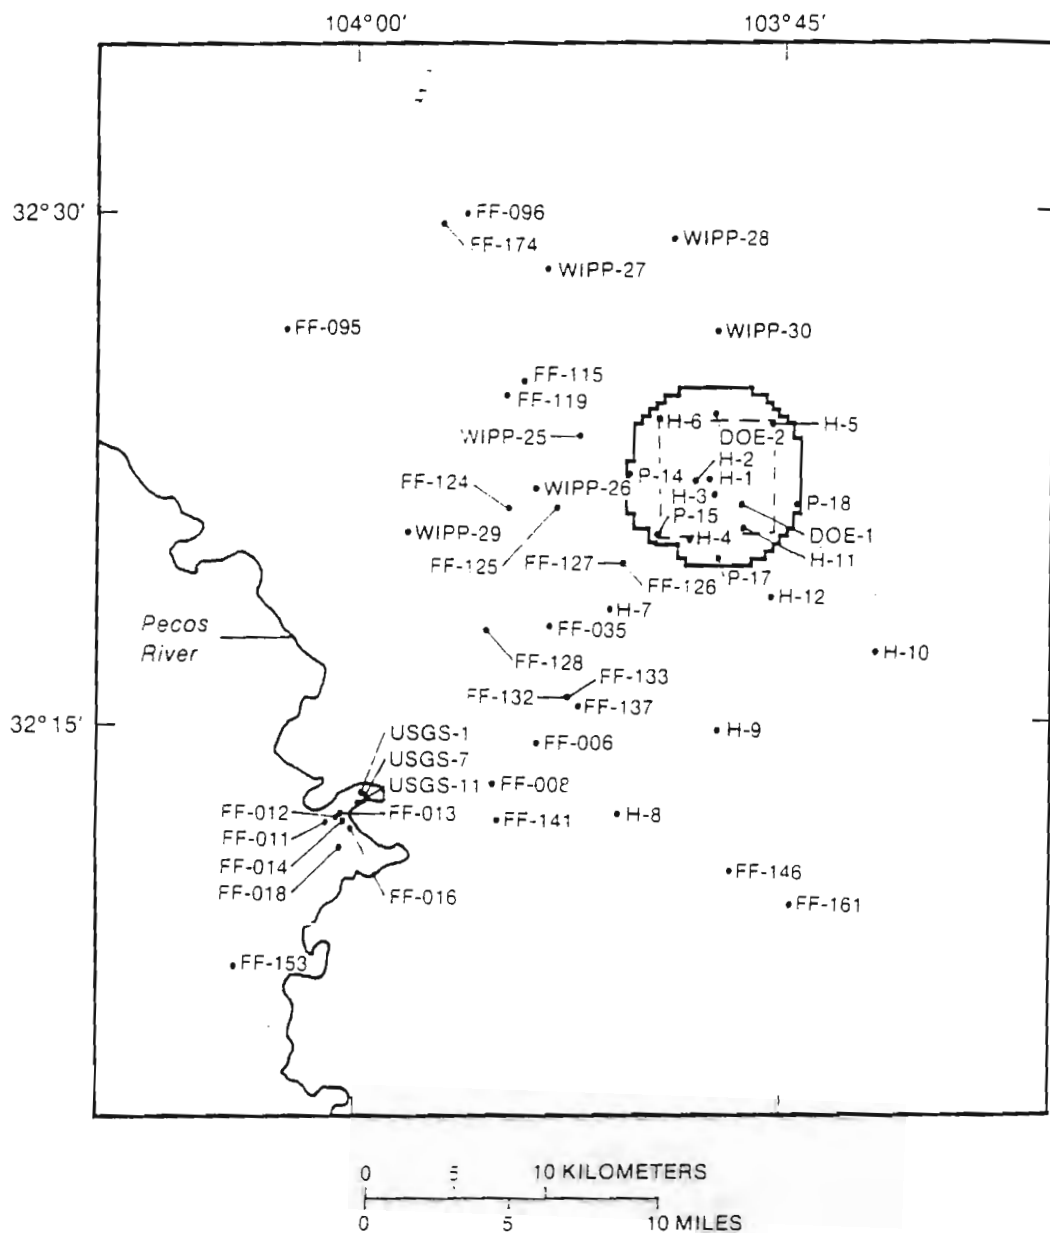 104°00′ 103°45′
32°30′
FF-096
FF-174
WIPP-28
WIPP-27
FF-095
WIPP-30
FF-115
FF-119
H-6
H-5
DOE-2
WIPP-25
H-2
P-14
H-1
FF-124
WIPP-26
H-3
P-18
P-15
WIPP-29
H-4
DOE-1
H-11
FF-125
FF-127
FF-126
P-17
H-12
H-7
Pecos
River
FF-035
H-10
FF-128
FF-133
FF-132
FF-137
32°15′
USGS-1
H-9
FF-006
USGS-7
USGS-11
FF-008
FF-012
FF-013
H-8
FF-011
FF-141
FF-014
FF-146
FF-018
FF-016
FF-161
FF-153
0 5 10 KILOMETERS
0 5 10 MILES